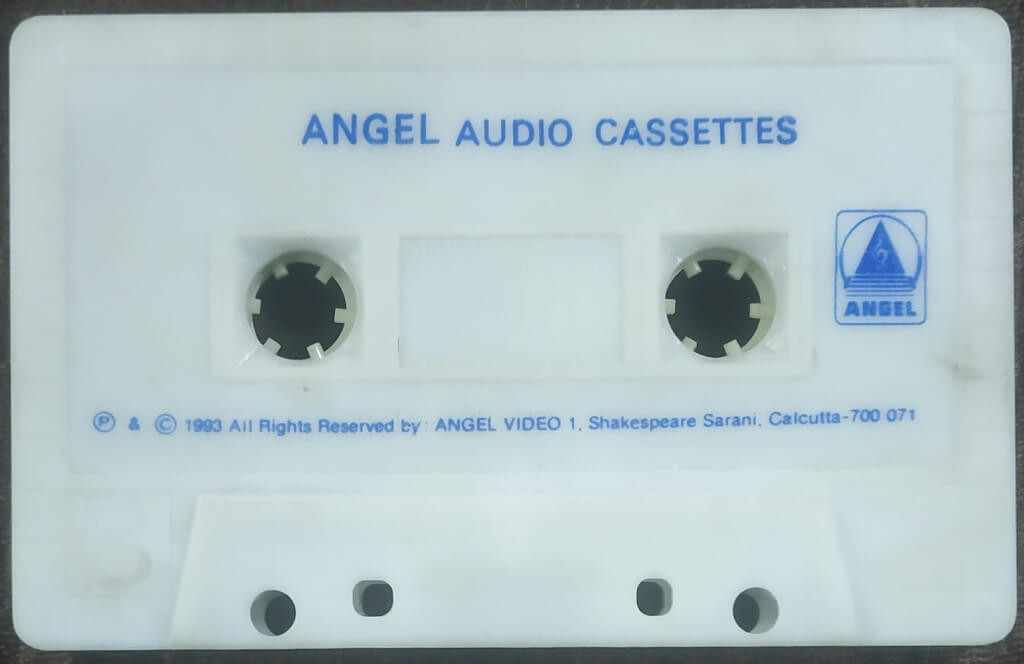 ANGEL AUDIO CASSETTES
ANGEL
Ⓟ & © 1993 All Rights Reserved by: ANGEL VIDEO 1, Shakespeare Sarani, Calcutta-700 071
B